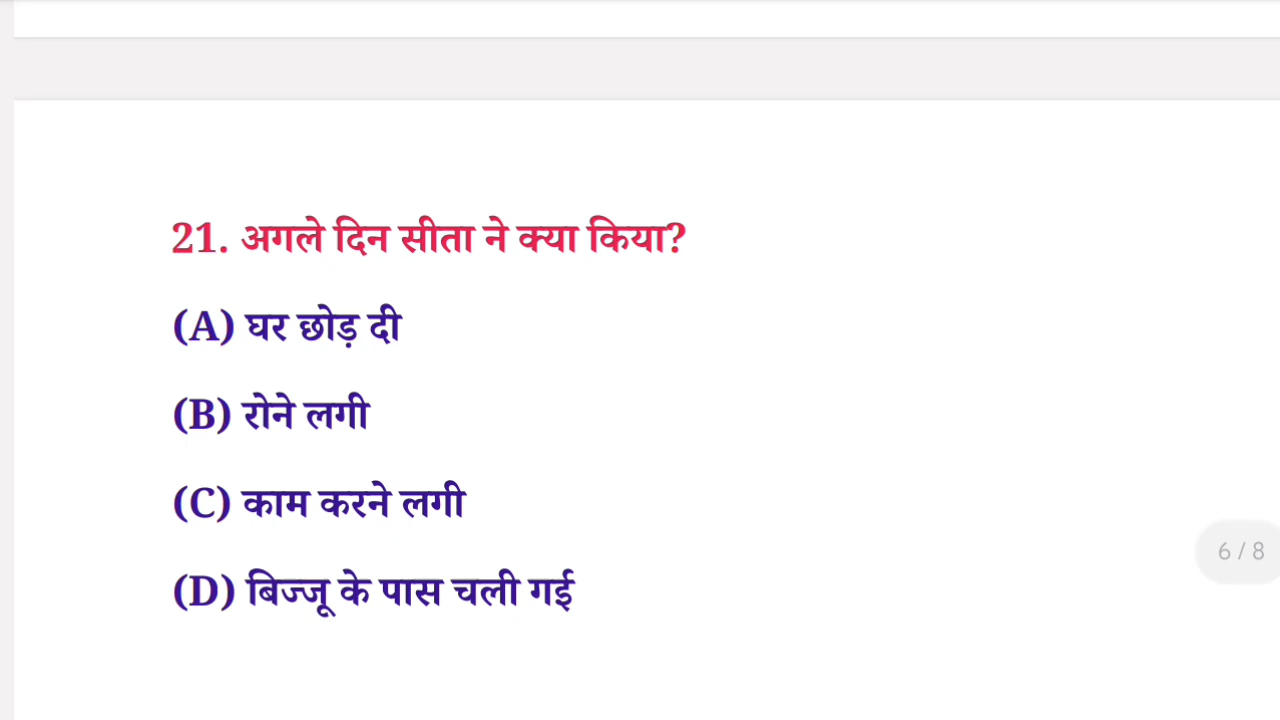 21. अगले दिन सीता ने क्या किया?
(A) घर छोड़ दी
(B) रोने लगी
(C) काम करने लगी
(D) बिज्जू के पास चली गई
6 / 8